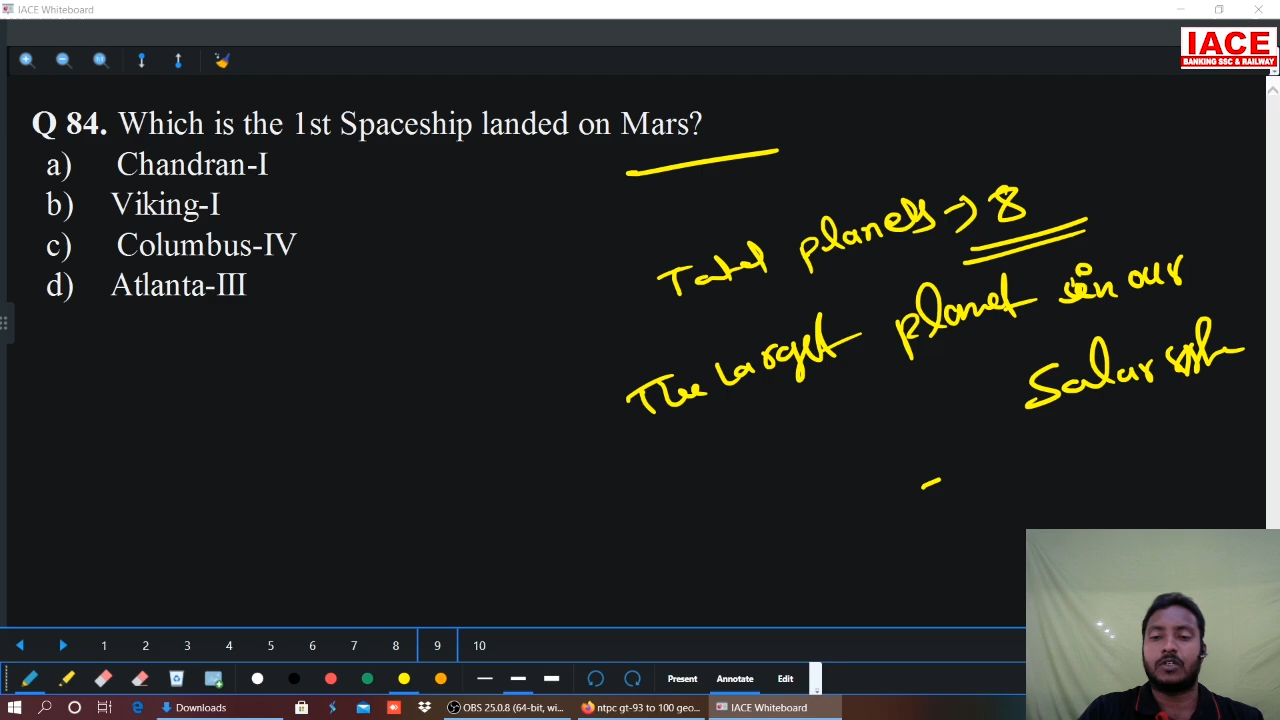 IACE Whiteboard
IACE
BANKING SSC & RAILWAY
Q 84. Which is the 1st Spaceship landed on Mars?
a) Chandran-I
b) Viking-I
c) Columbus-IV
d) Atlanta-III
Total planets → 8
The larget planet in our
Solar
1 2 3 4 5 6 7 8 9 10
Present Annotate Edit
Downloads OBS 25.0.8 (64-bit, wi... ntpc gt-93 to 100 geo... IACE Whiteboard